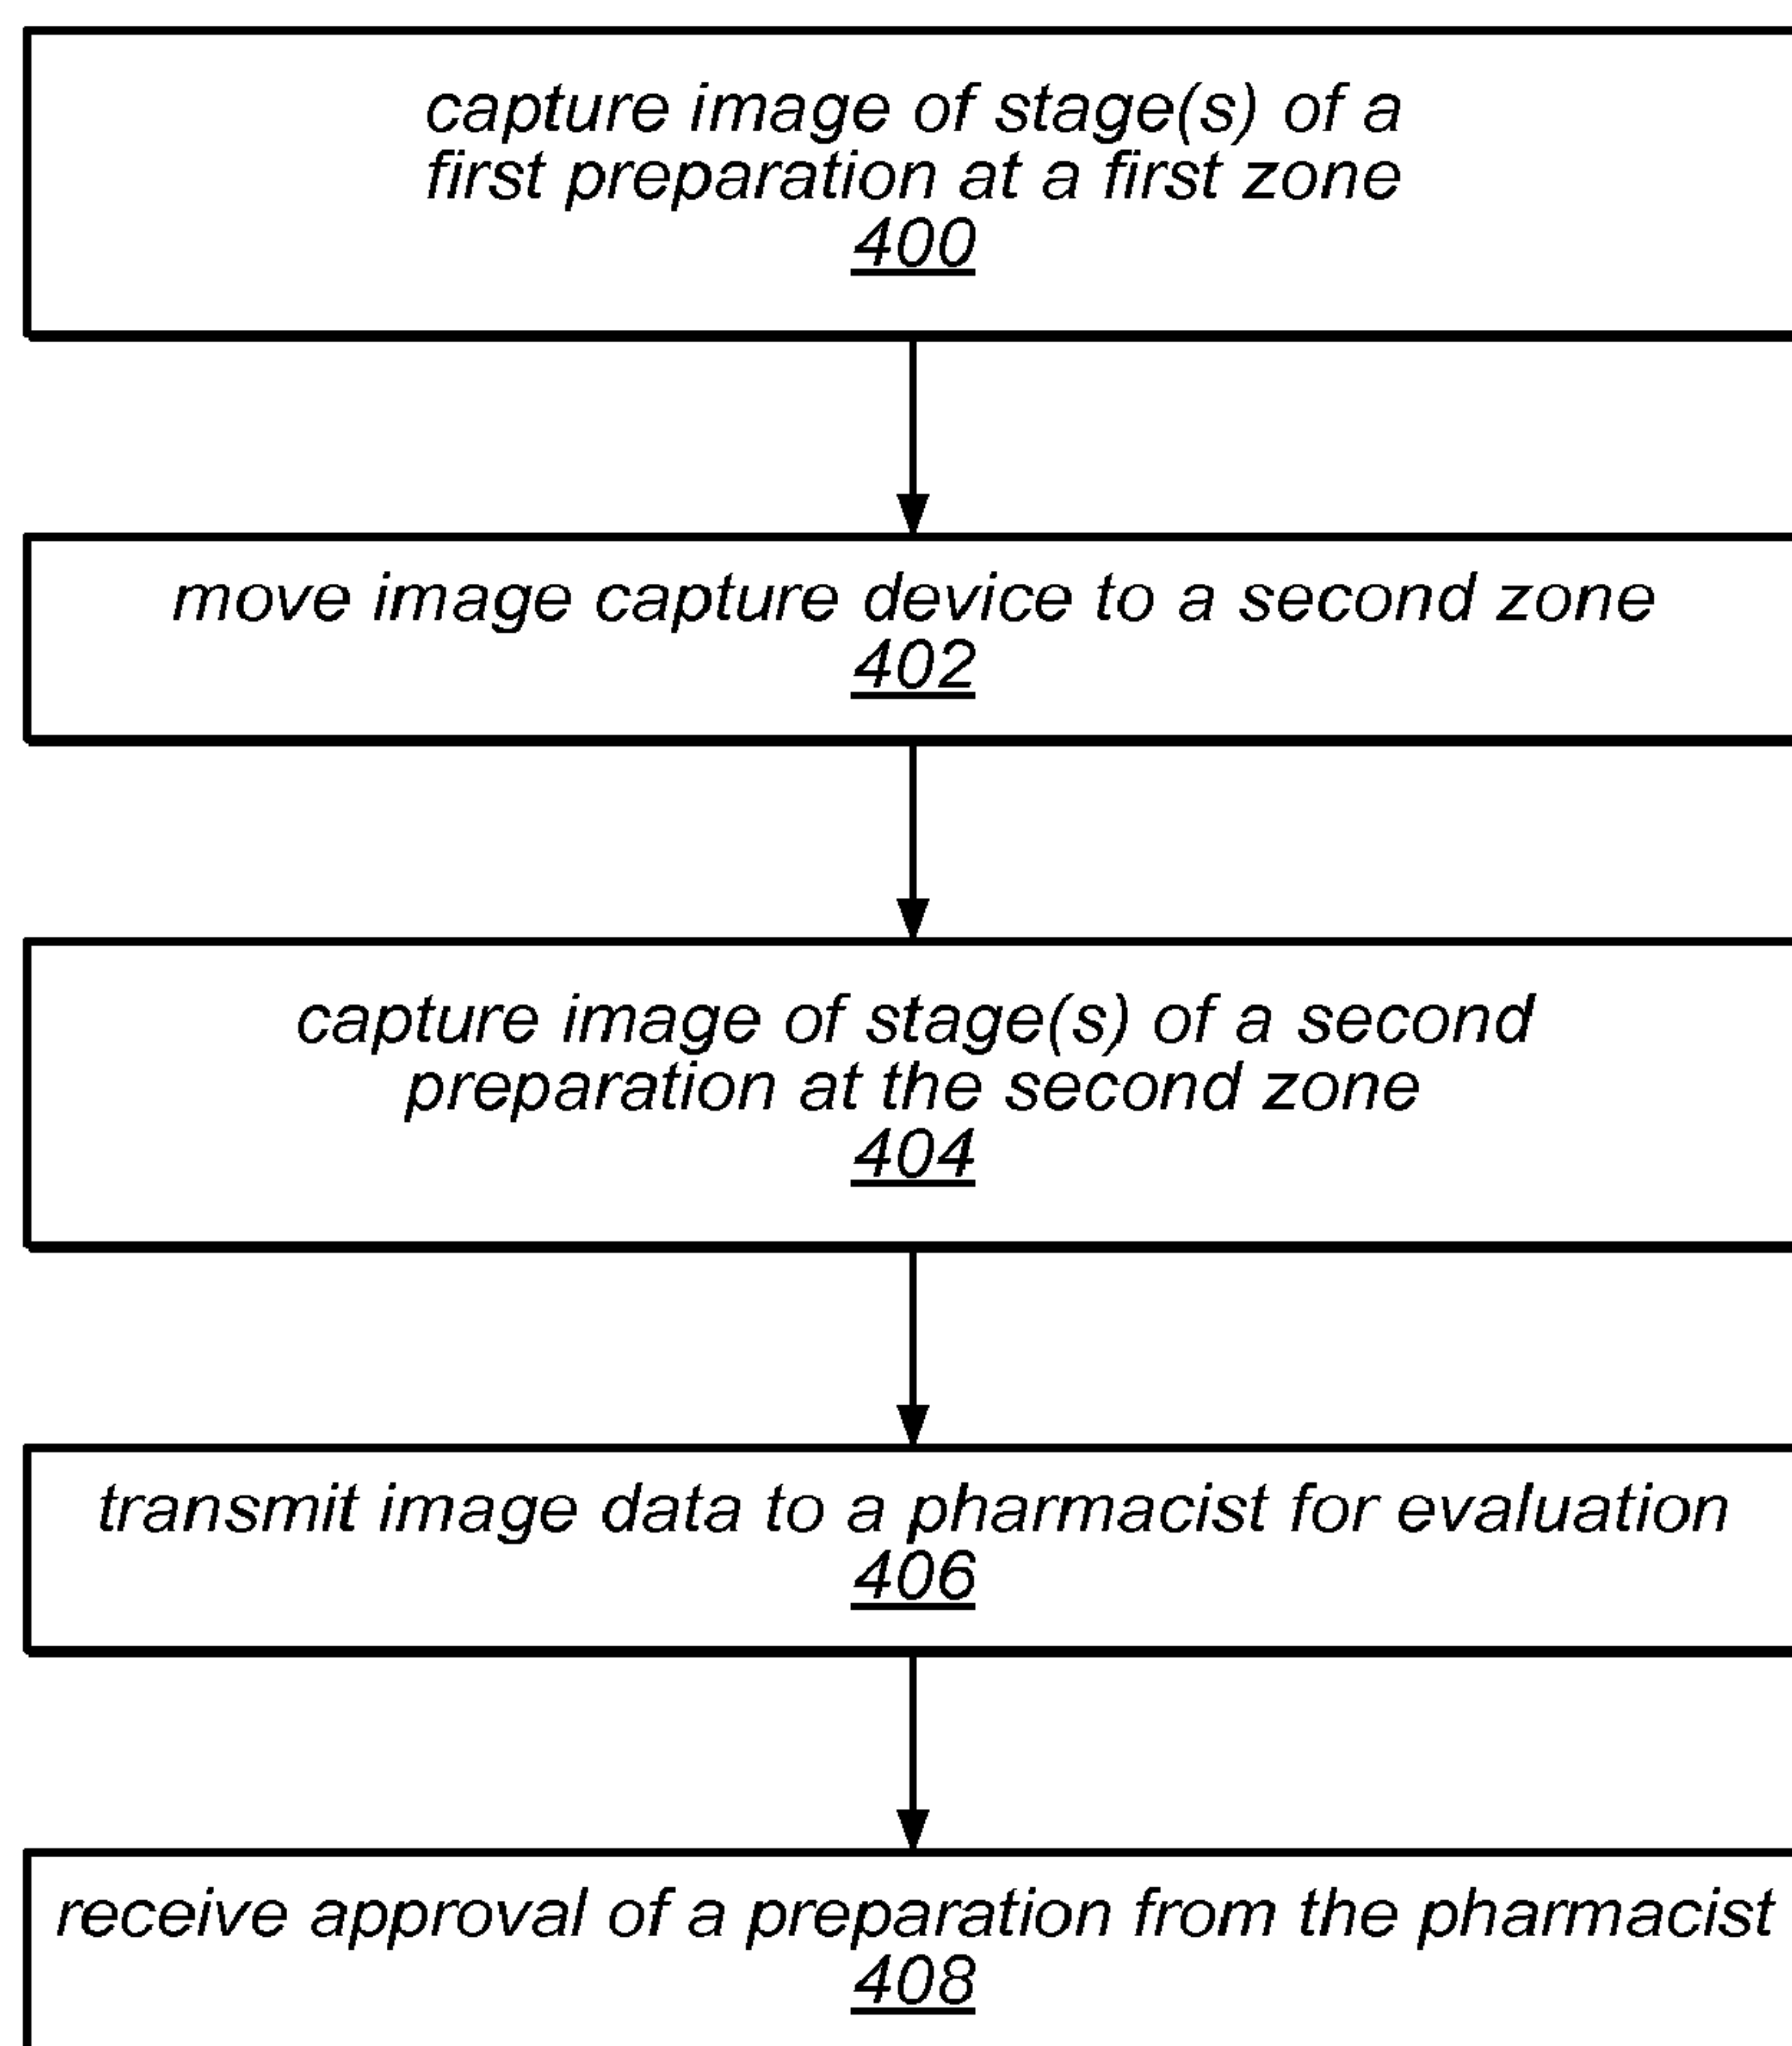 capture image of stage(s) of a
first preparation at a first zone
400
move image capture device to a second zone
402
capture image of stage(s) of a second
preparation at the second zone
404
transmit image data to a pharmacist for evaluation
406
receive approval of a preparation from the pharmacist
408